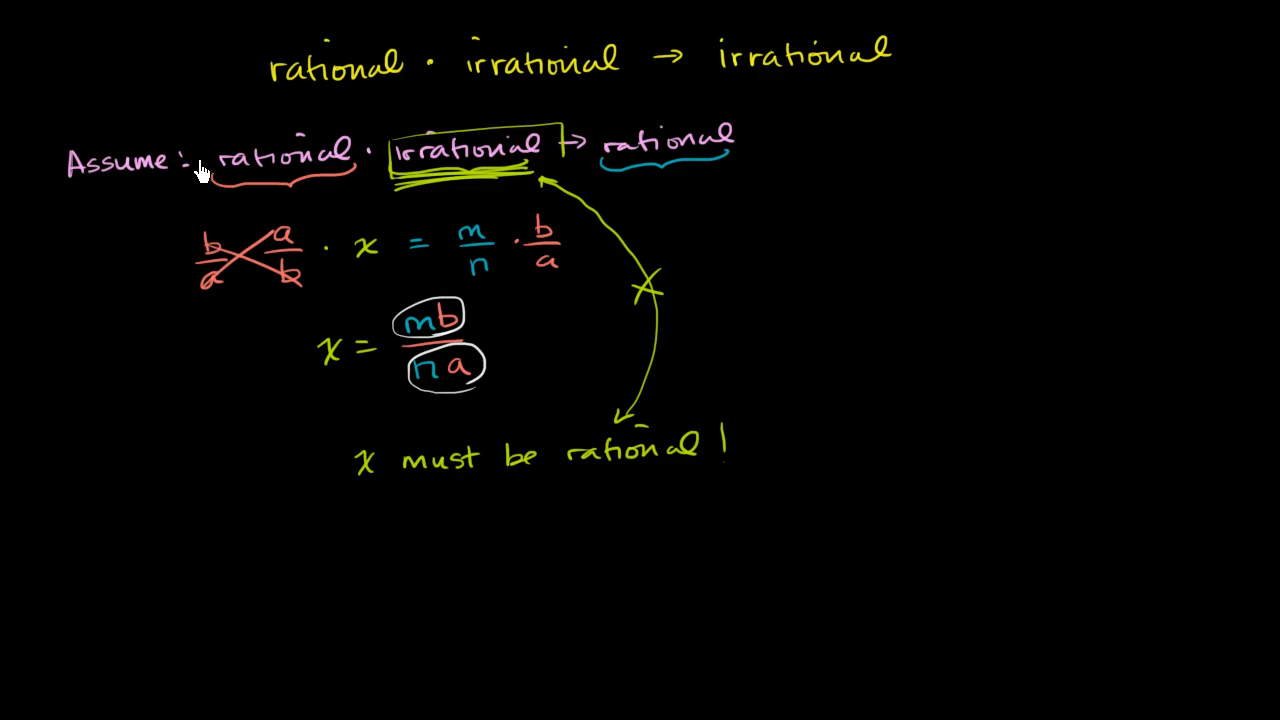 rational · irrational → irrational
Assume: rational · irrational → rational
b/a a/b · x = m/n · b/a
x = mb/na
x must be rational!